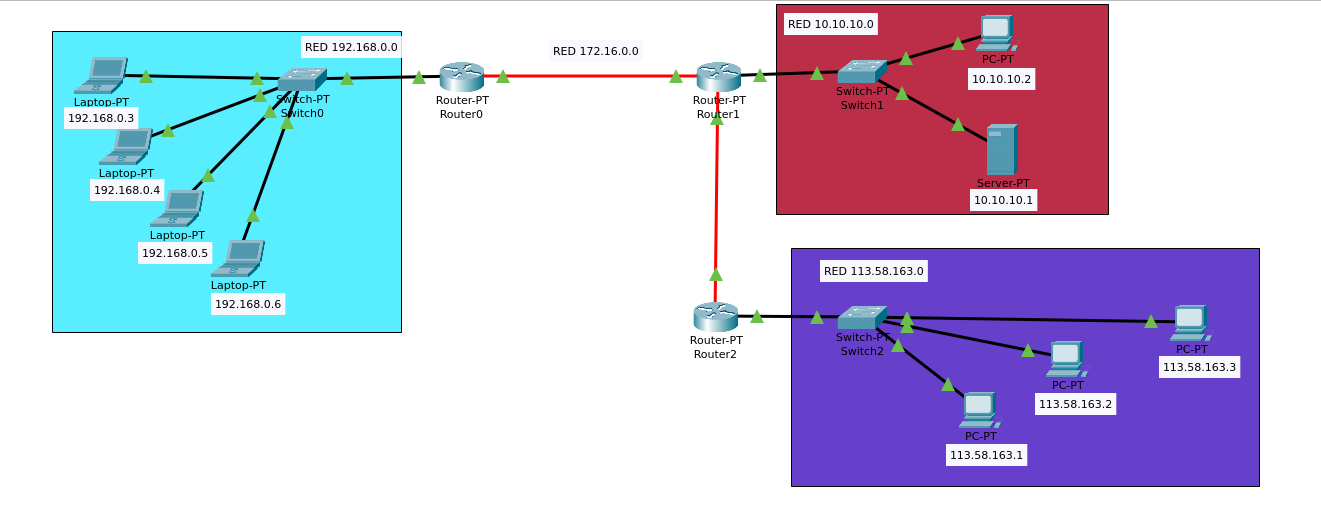 RED 192.168.0.0
Laptop-PT
192.168.0.3
Laptop-PT
192.168.0.4
Laptop-PT
192.168.0.5
Laptop-PT
192.168.0.6
Switch-PT
Switch0
Router-PT
Router0
RED 172.16.0.0
Router-PT
Router1
RED 10.10.10.0
Switch-PT
Switch1
PC-PT
10.10.10.2
Server-PT
10.10.10.1
Router-PT
Router2
RED 113.58.163.0
Switch-PT
Switch2
PC-PT
113.58.163.3
PC-PT
113.58.163.2
PC-PT
113.58.163.1